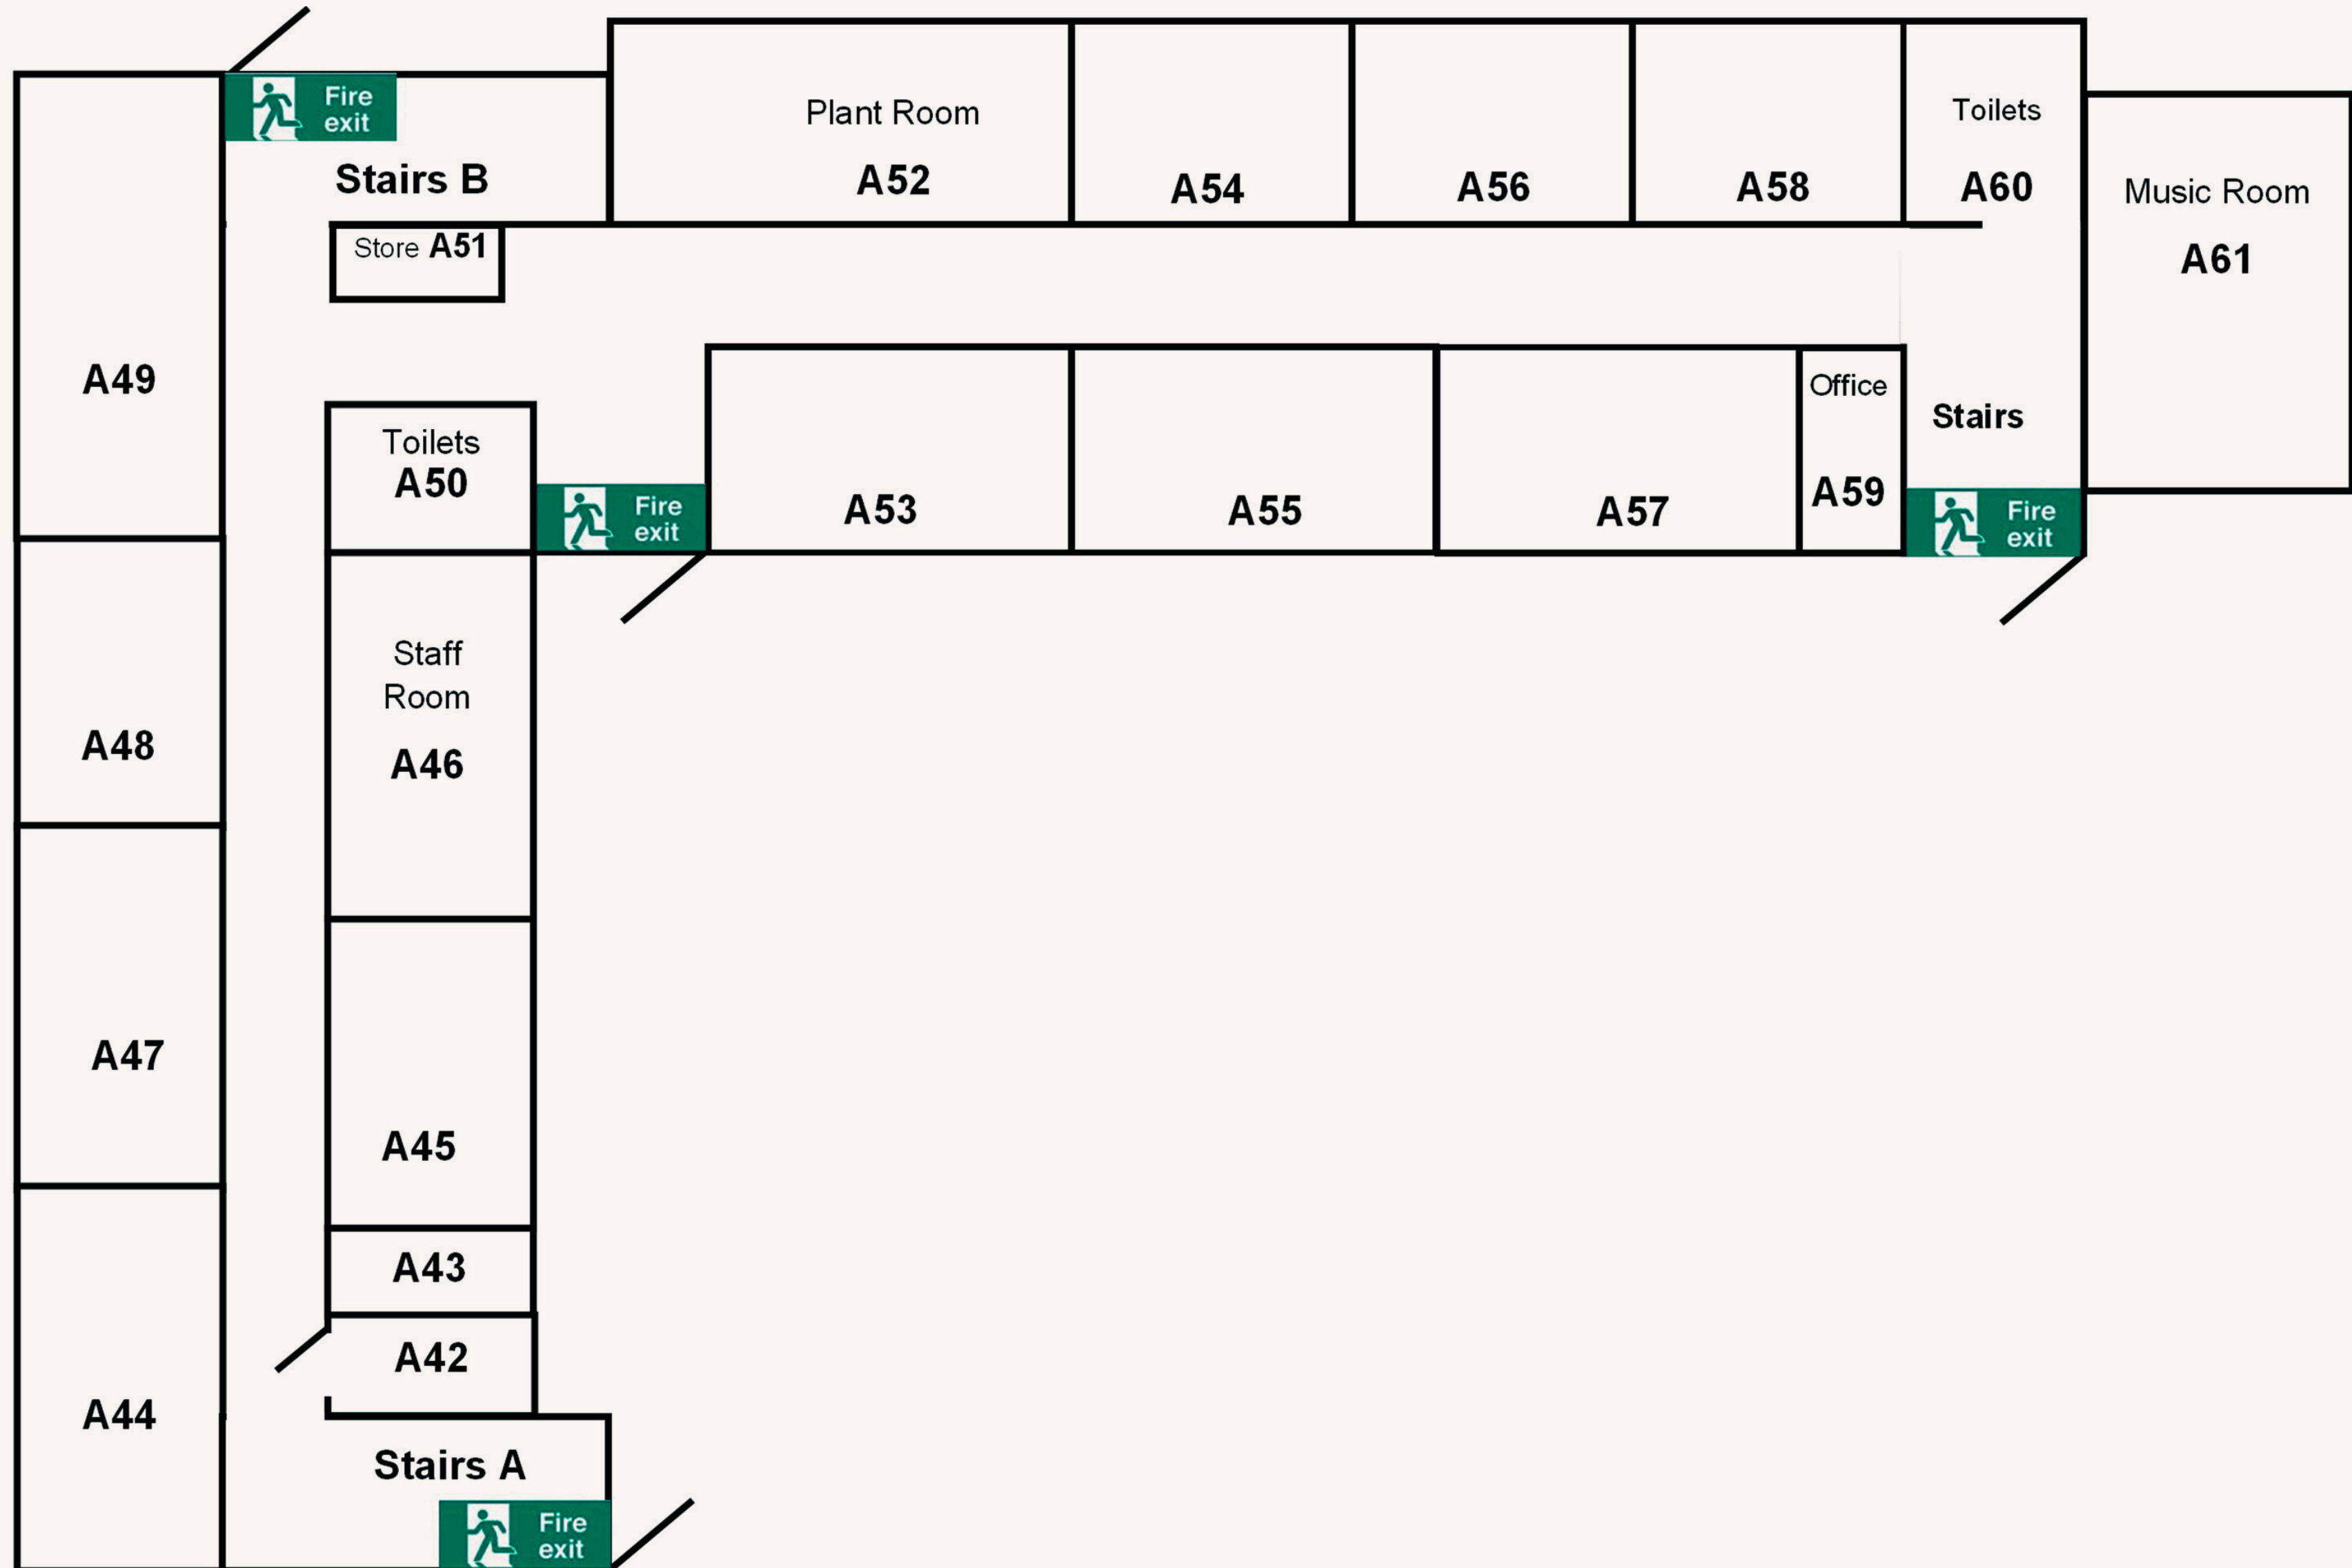 Fire
exit
Stairs B
Plant Room
A52
A54
A56
A58
Toilets
A60
Music Room
A61
Store A51
A49
Toilets
A50
Fire
exit
A53
A55
A57
Office
A59
Stairs
Fire
exit
Staff
Room
A46
A48
A47
A45
A43
A42
A44
Stairs A
Fire
exit